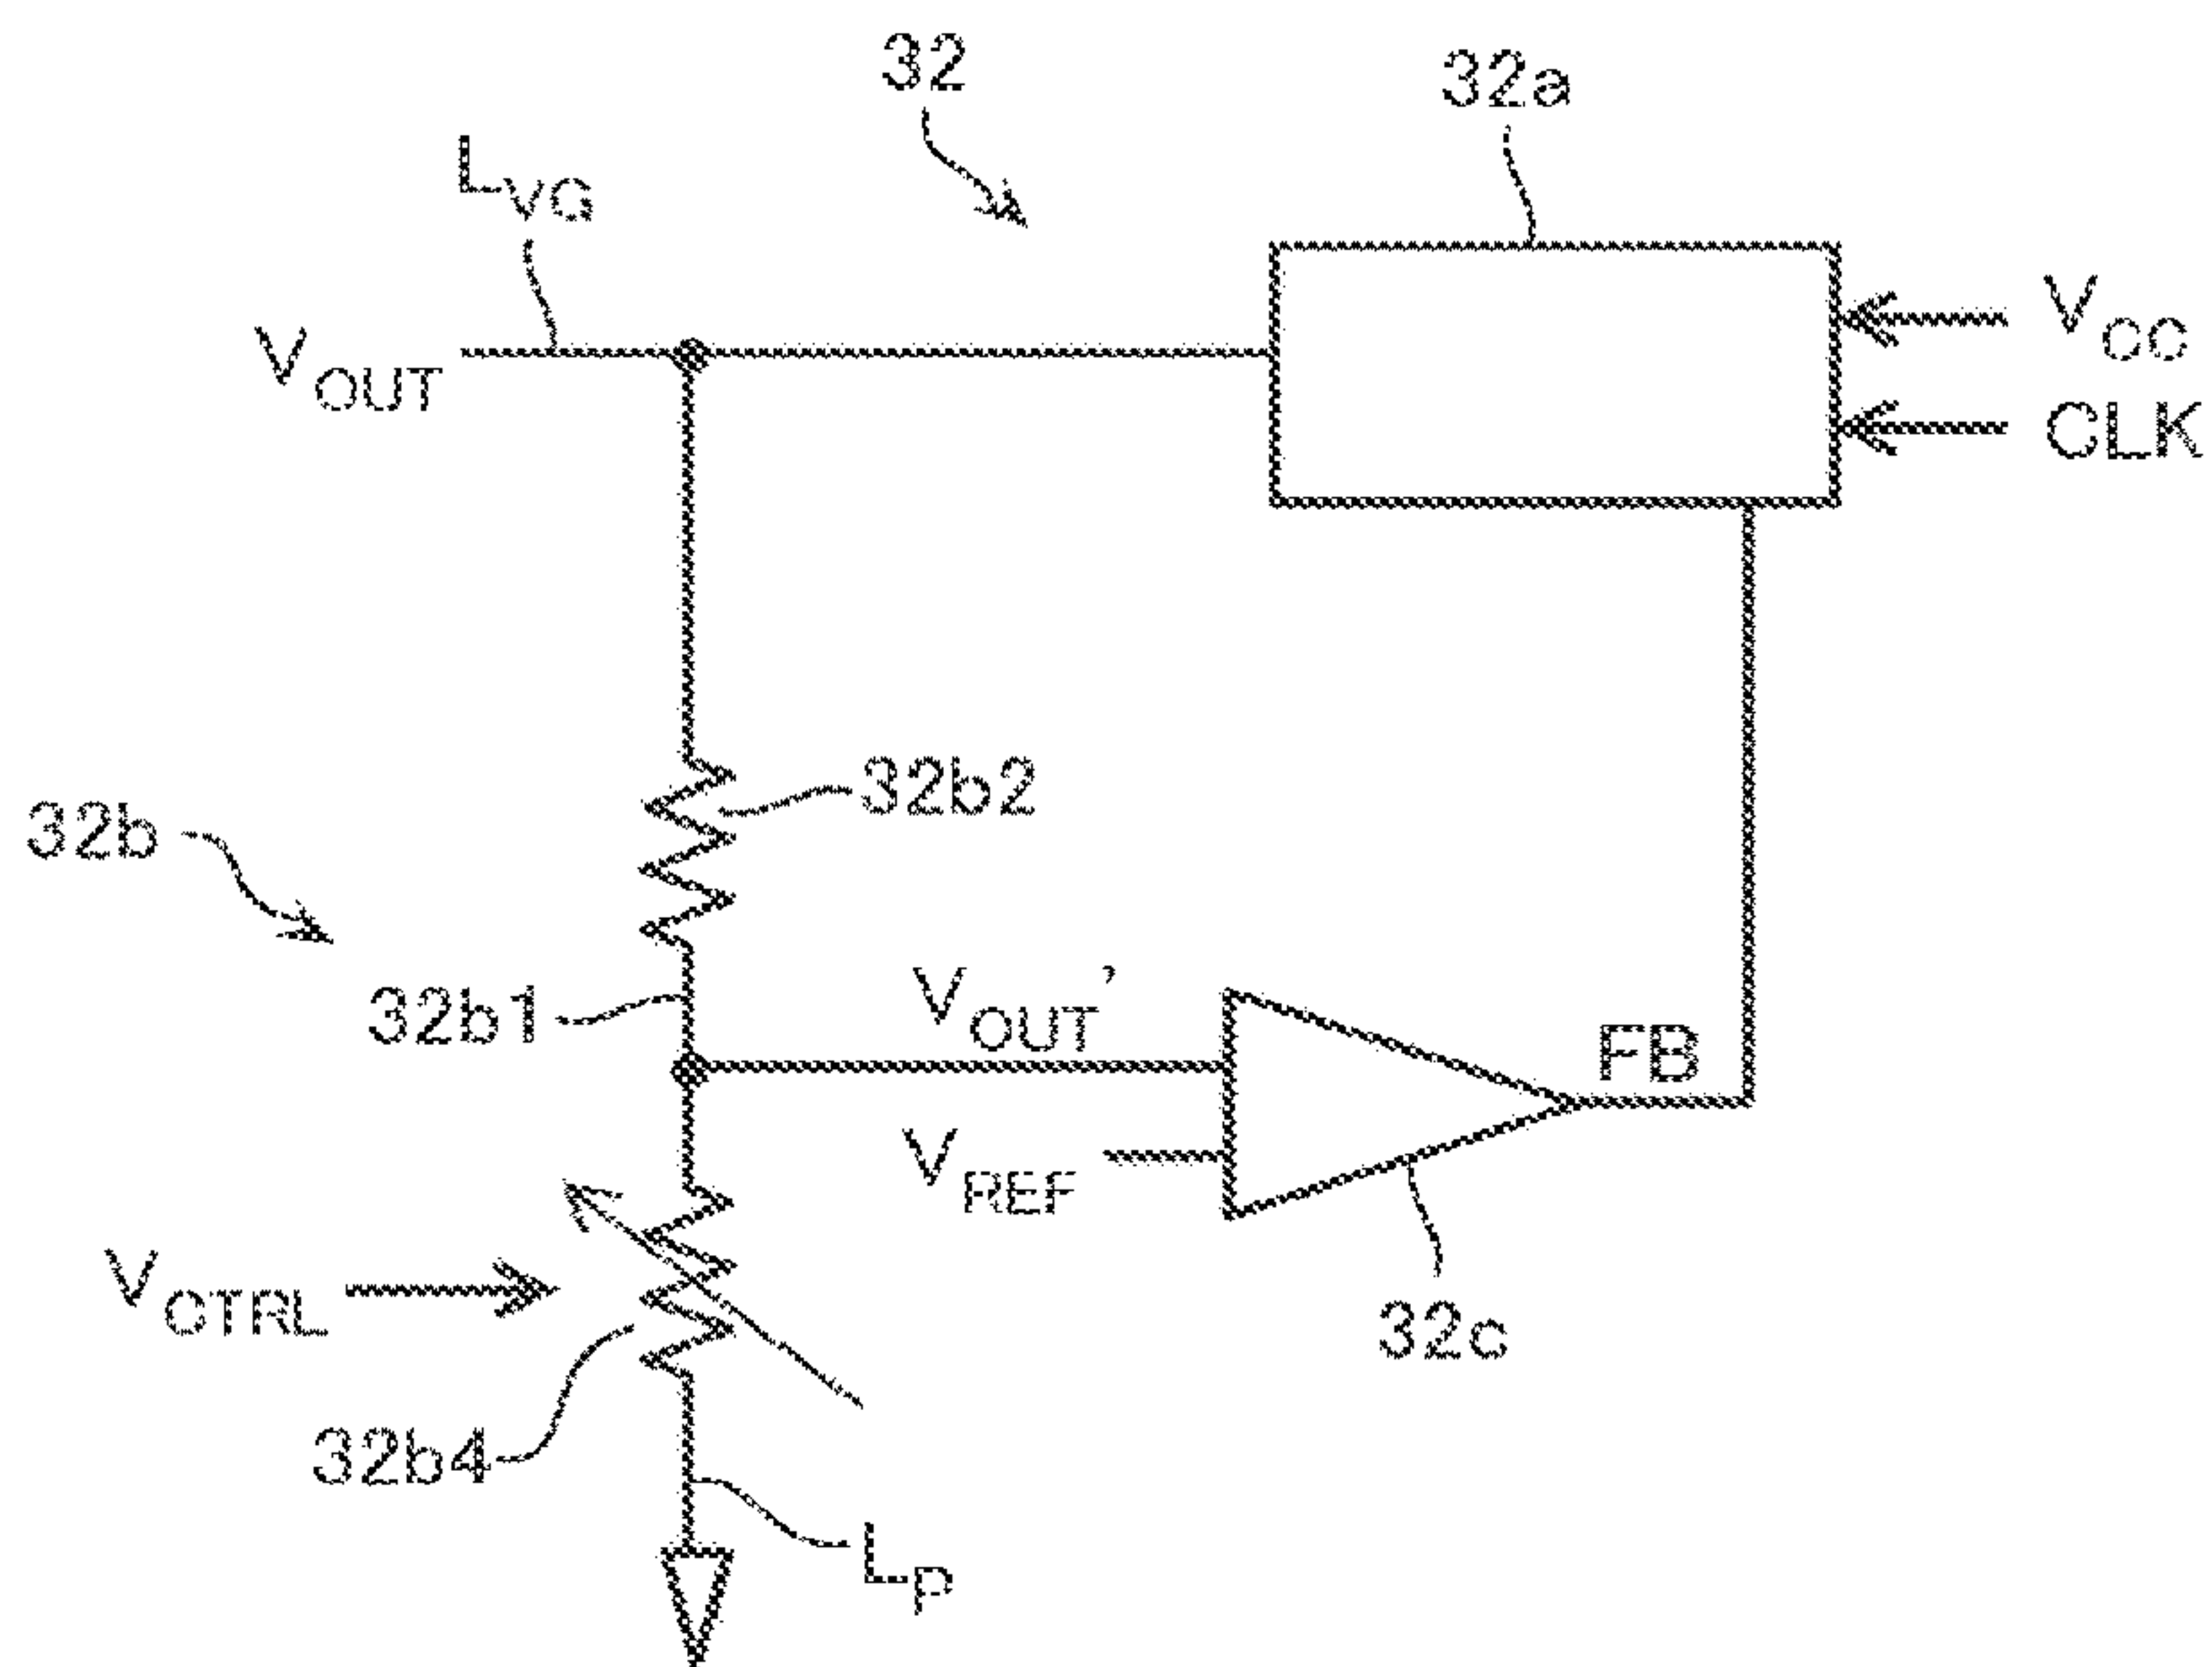 32
32a
LVG
VOUT
VCC
CLK
32b2
32b
32b1
VOUT'
FB
VREF
VCTRL
32c
32b4
LP